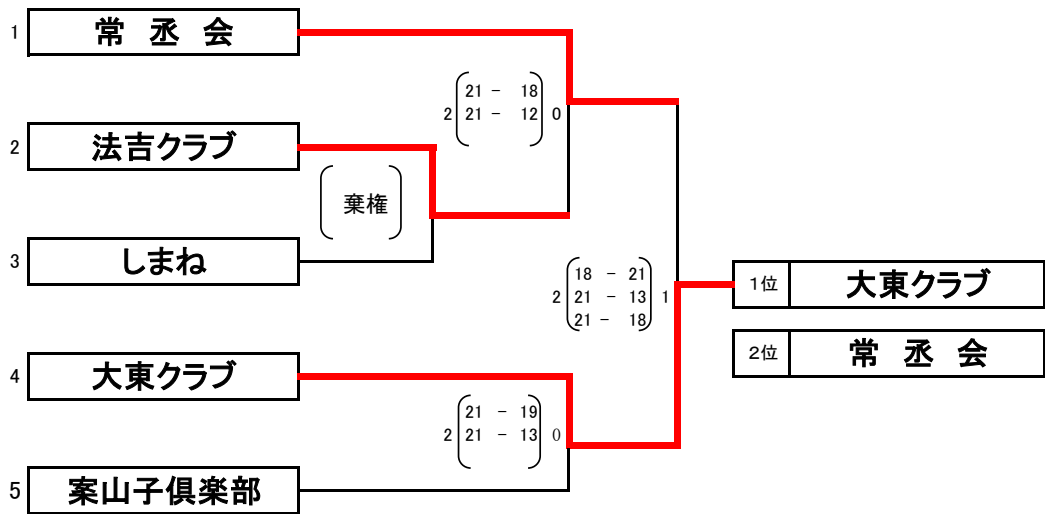 1 常 丞 会
21 - 18
2 21 - 12 0
2 法吉クラブ
棄権
3 しまね
18 - 21
2 21 - 13 1
21 - 18
1位 大東クラブ
2位 常 丞 会
4 大東クラブ
21 - 19
2 21 - 13 0
5 案山子倶楽部